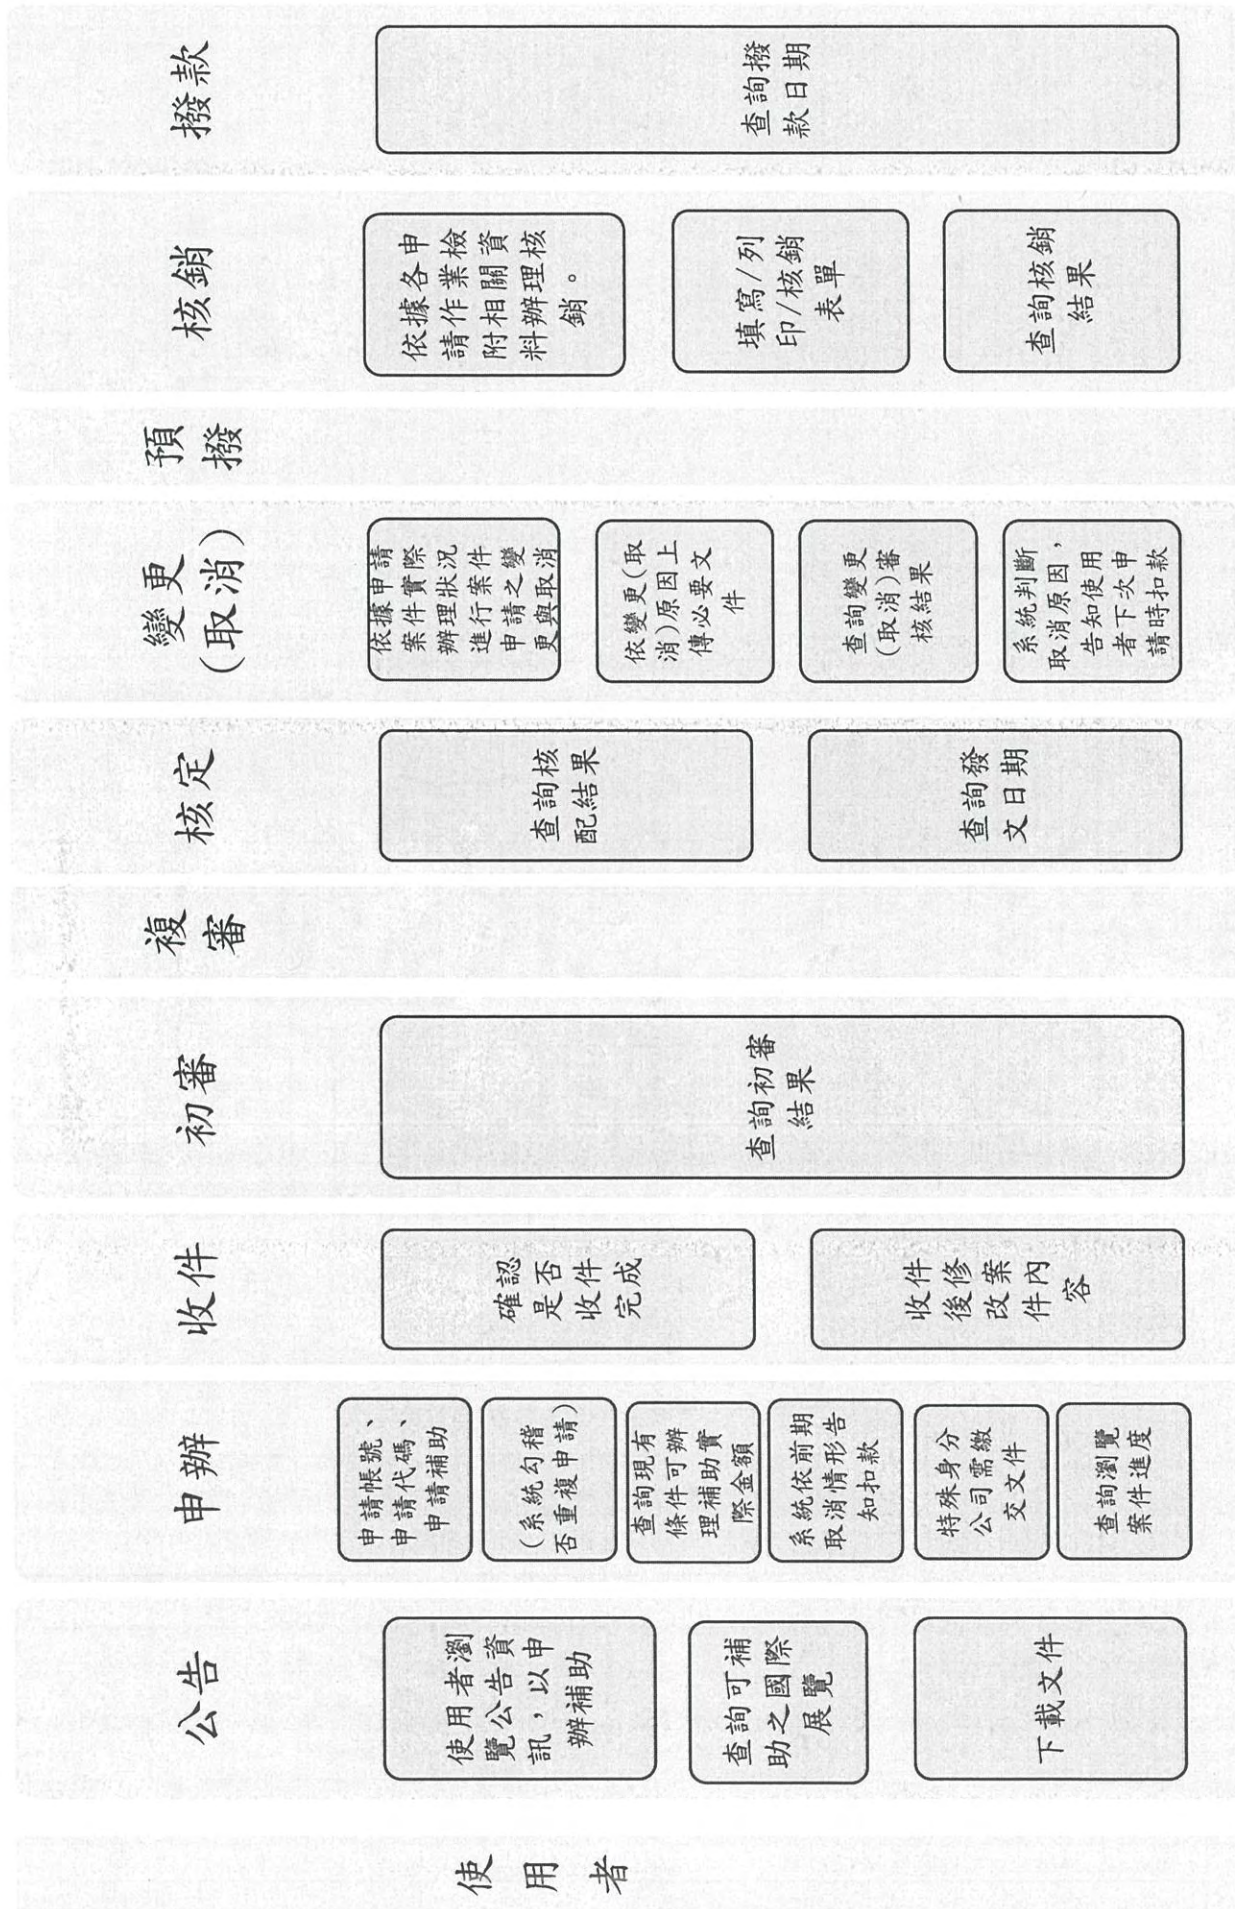 使
用
者
公告
使用者瀏
覽公告資
訊，以申
辦補助
查詢可補
助之國際
展覽
下載文件
申辦
申請帳號、
申請代碼、
申請補助
(系統勾稽
否重複申請)
查詢現有
條件可辦
理補助實
際金額
系統依前期
取消情形告
知扣款
特殊身分
公司需繳
交文件
查詢瀏覽
案件進度
收件
確認
是否
收件
完成
收件
後修
改案
件內
容
初審
查詢初審
結果
複
審
核定
查詢核
配結果
查詢發
文日期
變更
(取消)
依據申請
案件實際
辦理狀況
進行案件
申請之變
更與取消
依變更(取
消)原因上
傳必要文
件
查詢變更
(取消)審
核結果
系統判斷
取消原因，
告知使用
者下次申
請時扣款
預
撥
核銷
依據各申
請作業檢
附相關資
料辦理核
銷。
填寫/列
印/核銷
表單
查詢核銷
結果
撥款
查詢撥
款日期